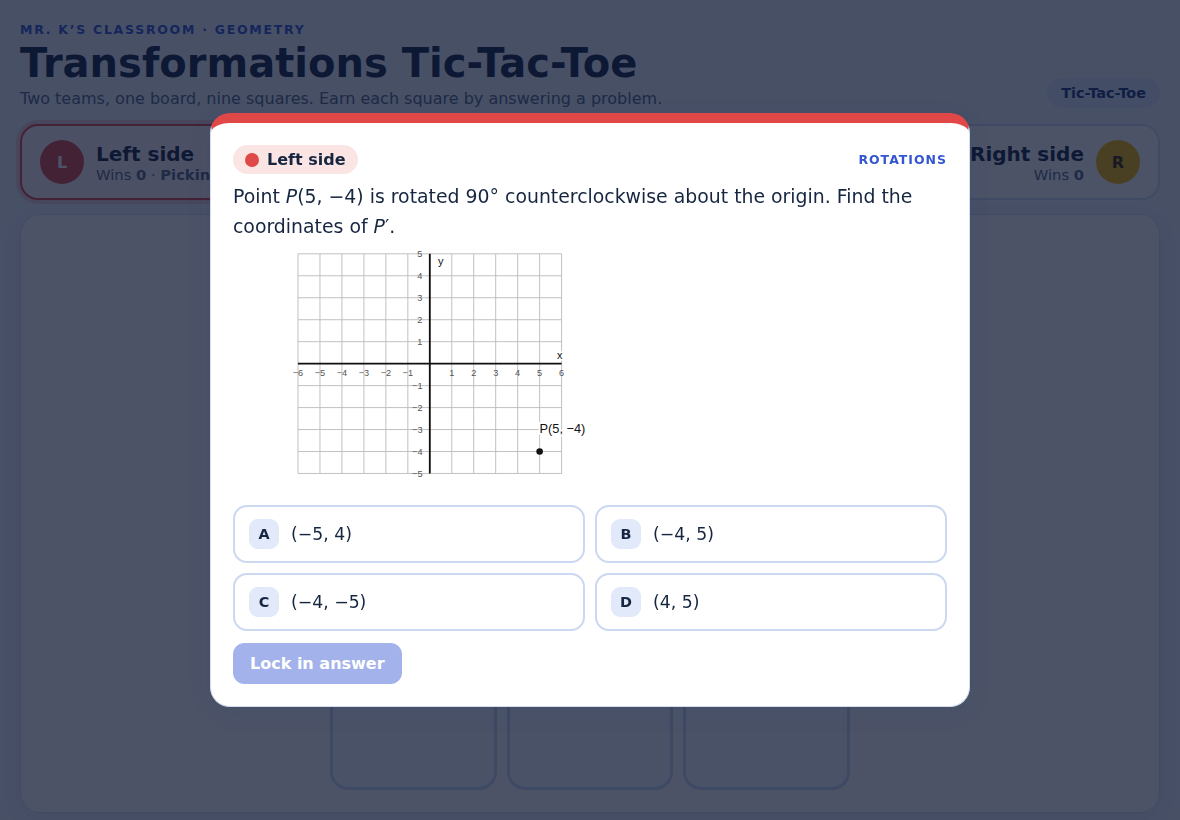 MR. K’S CLASSROOM · GEOMETRY
Transformations Tic-Tac-Toe
Two teams, one board, nine squares. Earn each square by answering a problem.
Tic-Tac-Toe
L
Left side
Wins 0 · Pickin
Right side
Wins 0
R
Left side
ROTATIONS
Point P(5, −4) is rotated 90° counterclockwise about the origin. Find the
coordinates of P′.
5
y
4
3
2
1
x
−6 −5 −4 −3 −2 −1 1 2 3 4 5 6
−1
−2
−3
P(5, −4)
−4
−5
A (−5, 4)
B (−4, 5)
C (−4, −5)
D (4, 5)
Lock in answer